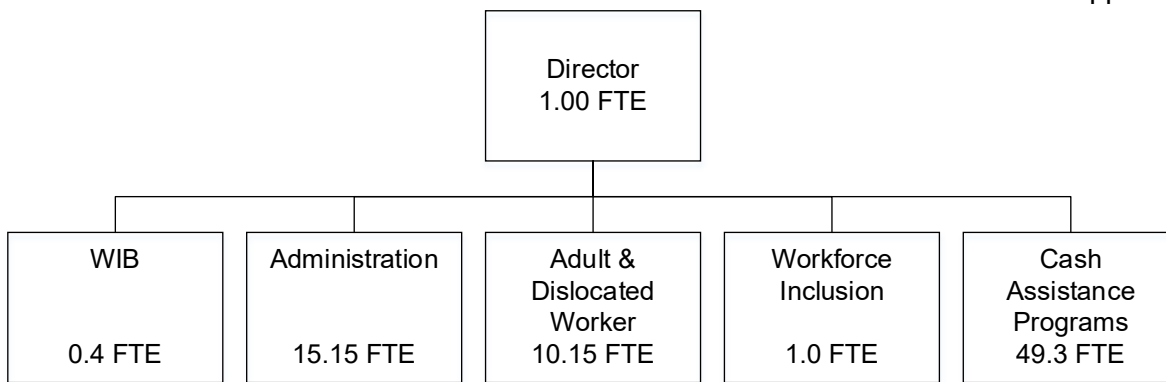 Director
1.00 FTE
WIB
0.4 FTE
Administration
15.15 FTE
Adult &
Dislocated
Worker
10.15 FTE
Workforce
Inclusion
1.0 FTE
Cash
Assistance
Programs
49.3 FTE